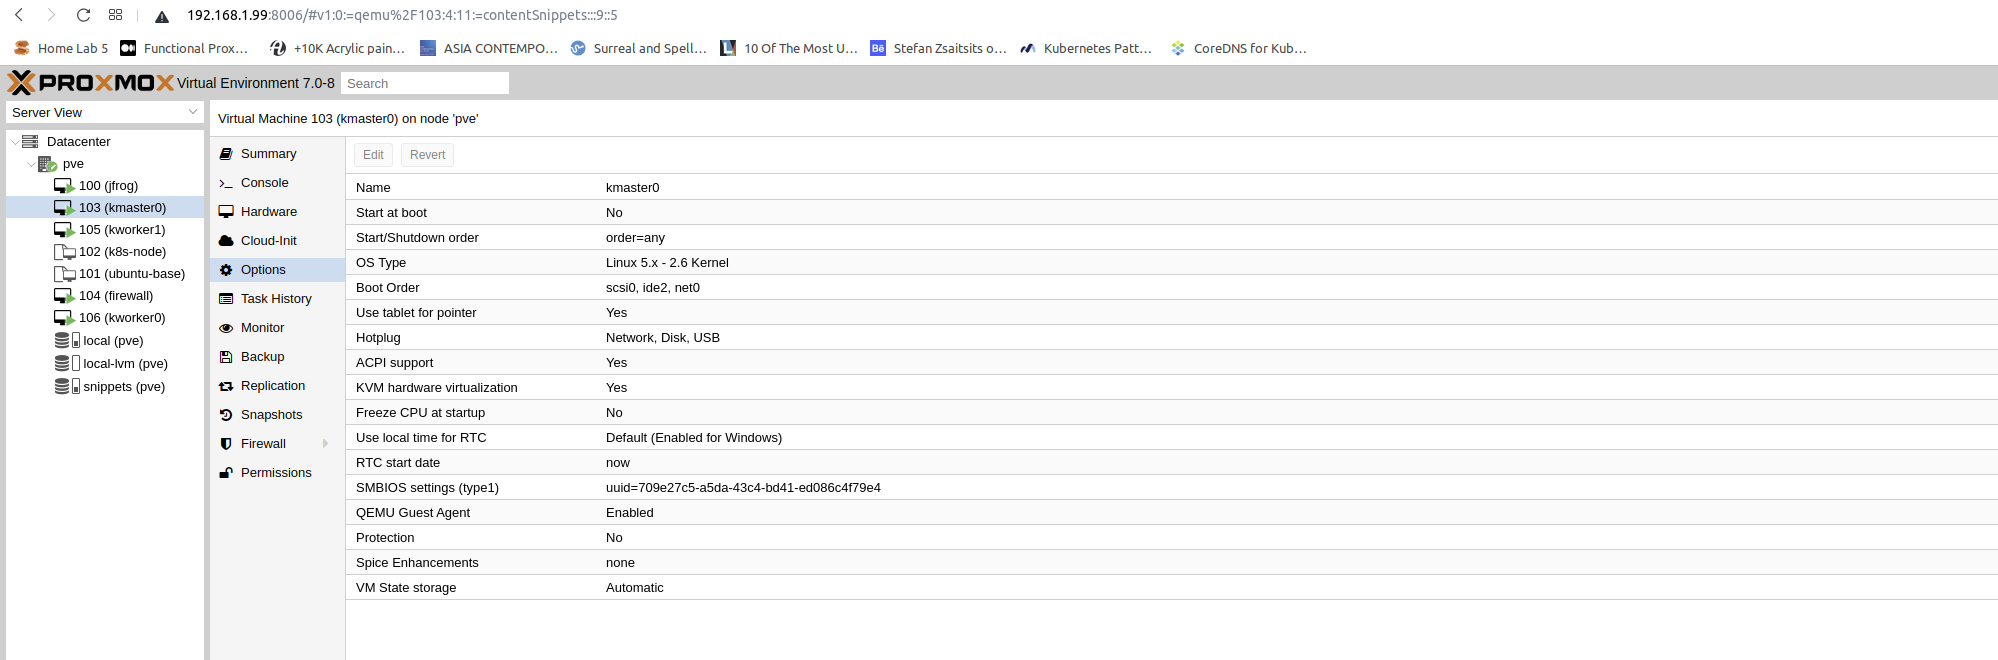 192.168.1.99:8006/#v1:0:=qemu%2F103:4:11:=contentSnippets:::9::5
Home Lab 5 Functional Prox... +10K Acrylic pain... ASIA CONTEMPO... Surreal and Spell... 10 Of The Most U... Stefan Zsaitsits o... Kubernetes Patt... CoreDNS for Kub...
PROXMOX Virtual Environment 7.0-8 Search
Server View
Datacenter
pve
100 (jfrog)
103 (kmaster0)
105 (kworker1)
102 (k8s-node)
101 (ubuntu-base)
104 (firewall)
106 (kworker0)
local (pve)
local-lvm (pve)
snippets (pve)
Virtual Machine 103 (kmaster0) on node 'pve'
Summary
Console
Hardware
Cloud-Init
Options
Task History
Monitor
Backup
Replication
Snapshots
Firewall
Permissions
Edit Revert
Name kmaster0
Start at boot No
Start/Shutdown order order=any
OS Type Linux 5.x - 2.6 Kernel
Boot Order scsi0, ide2, net0
Use tablet for pointer Yes
Hotplug Network, Disk, USB
ACPI support Yes
KVM hardware virtualization Yes
Freeze CPU at startup No
Use local time for RTC Default (Enabled for Windows)
RTC start date now
SMBIOS settings (type1) uuid=709e27c5-a5da-43c4-bd41-ed086c4f79e4
QEMU Guest Agent Enabled
Protection No
Spice Enhancements none
VM State storage Automatic